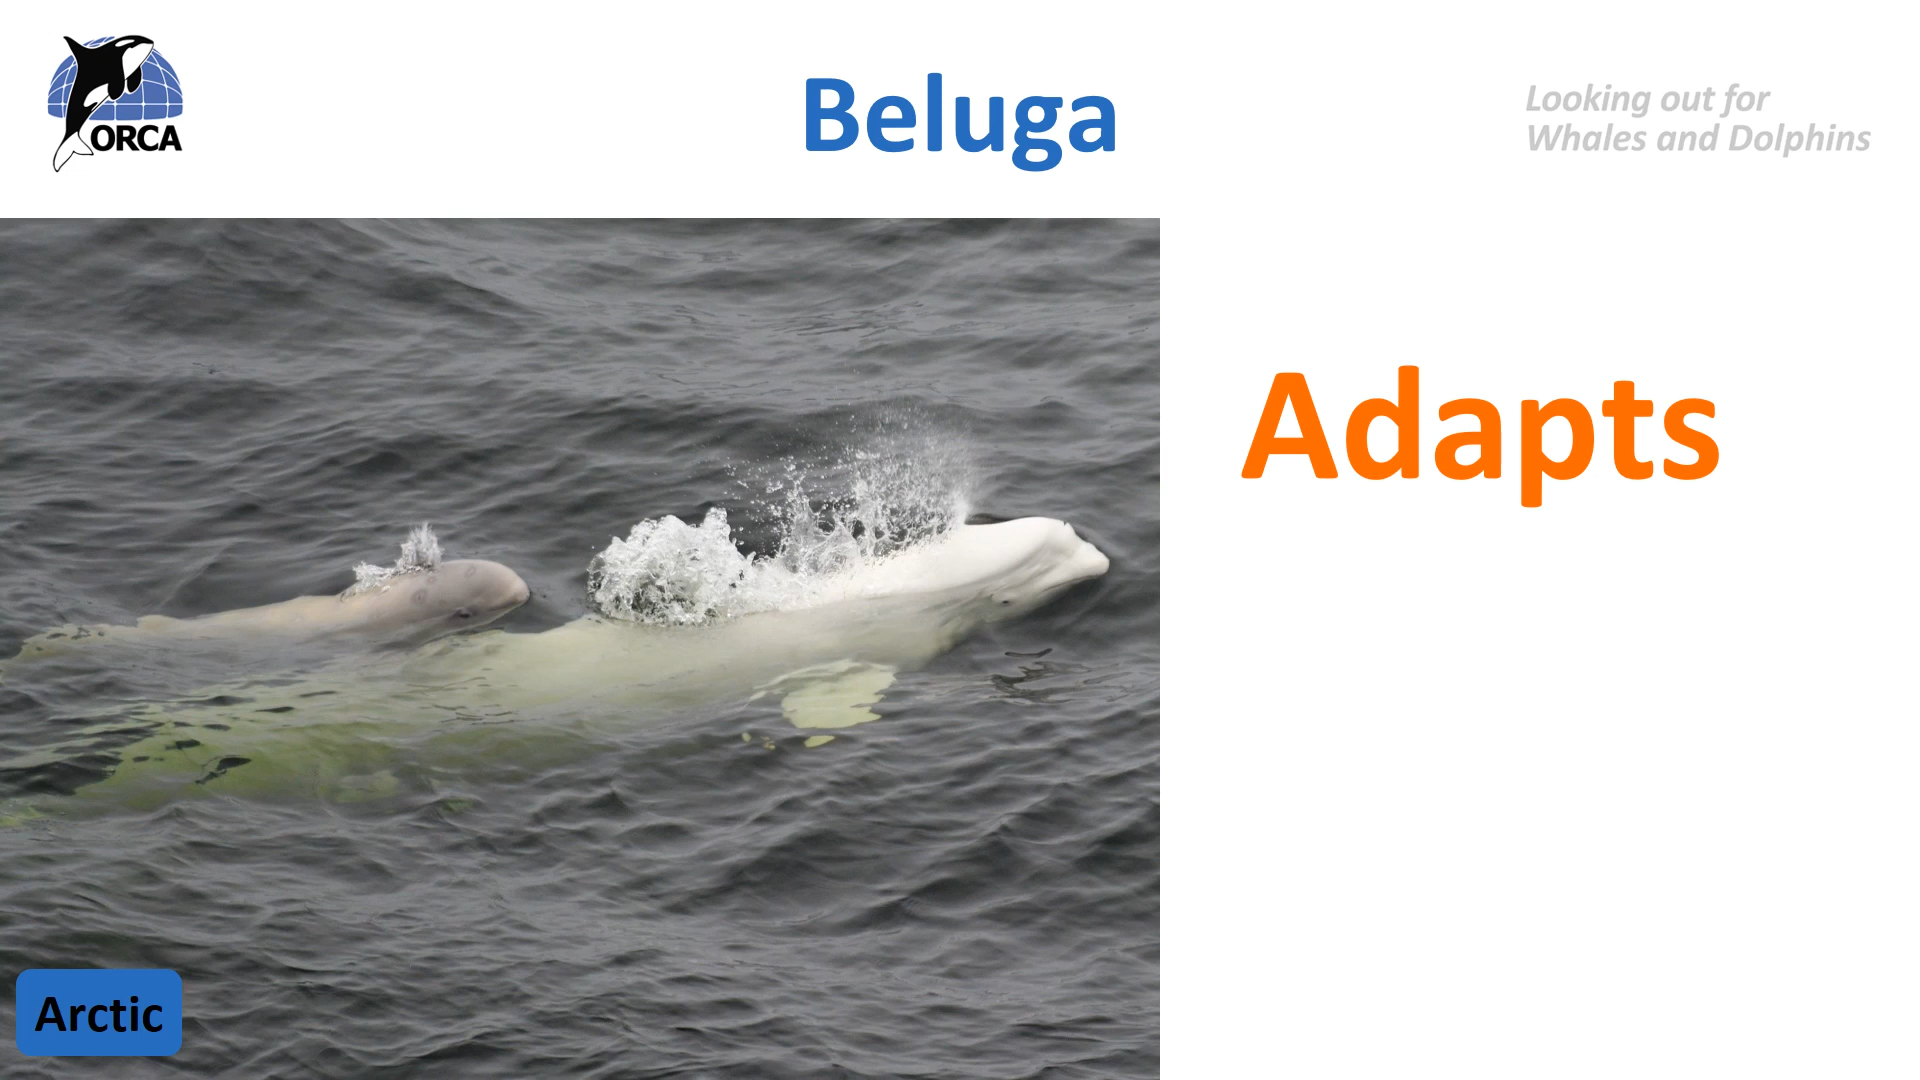 ORCA
Beluga
Looking out for
Whales and Dolphins
Adapts
Arctic